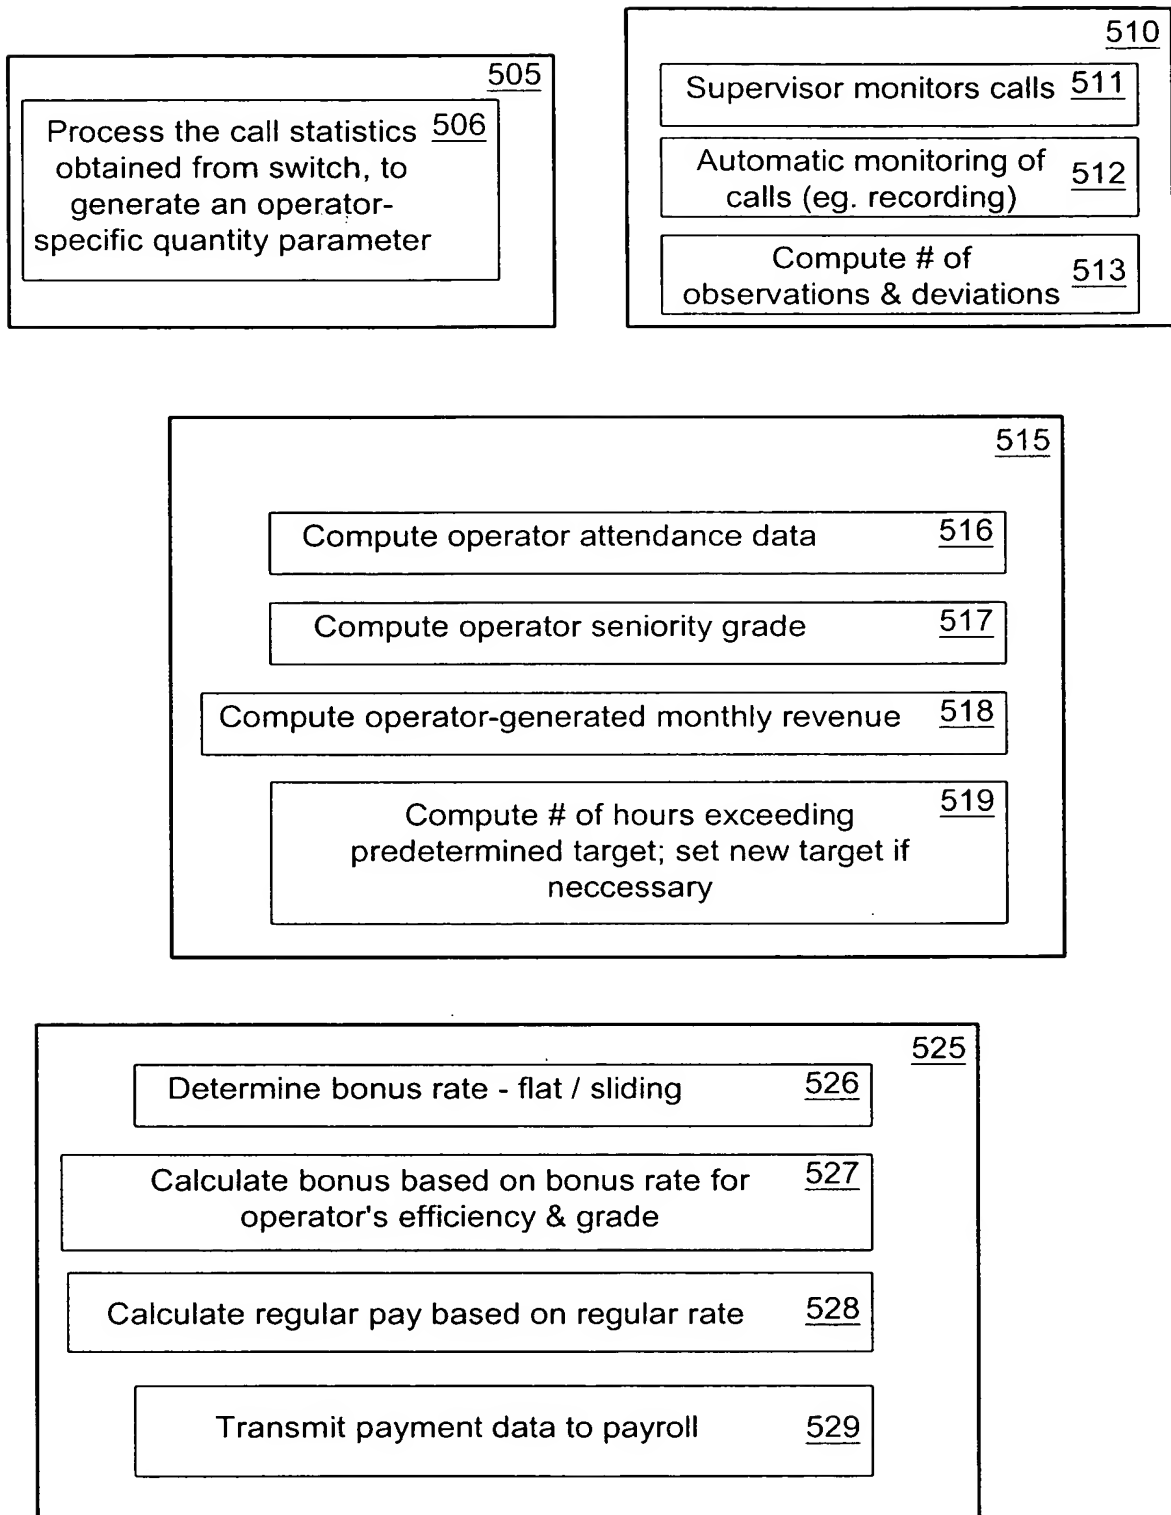 505
Process the call statistics 506
obtained from switch, to
generate an operator-
specific quantity parameter
510
Supervisor monitors calls 511
Automatic monitoring of
calls (eg. recording) 512
Compute # of
observations & deviations 513
515
Compute operator attendance data 516
Compute operator seniority grade 517
Compute operator-generated monthly revenue 518
519
Compute # of hours exceeding
predetermined target; set new target if
neccessary
525
Determine bonus rate - flat / sliding 526
Calculate bonus based on bonus rate for 527
operator's efficiency & grade
Calculate regular pay based on regular rate 528
Transmit payment data to payroll 529